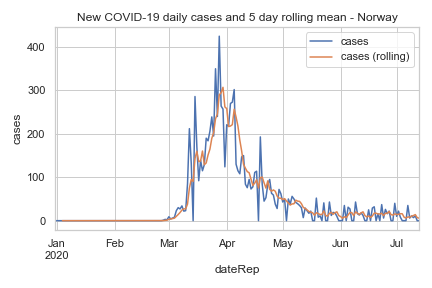 New COVID-19 daily cases and 5 day rolling mean - Norway
cases
cases (rolling)
400
300
200
100
0
cases
Jan Feb Mar Apr May Jun Jul
2020
dateRep